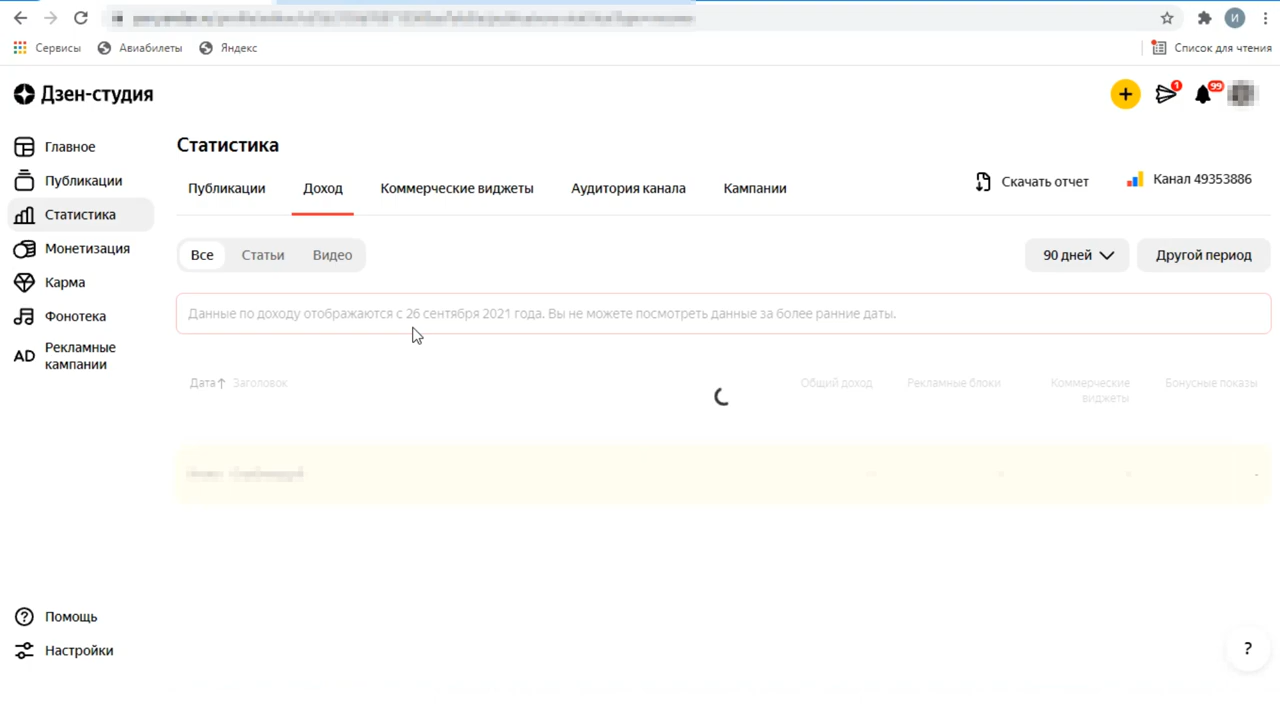 Сервисы Авиабилеты Яндекс Список для чтения
И
Дзен-студия
+ 1 99
Главное
Публикации
Статистика
Монетизация
Карма
Фонотека
AD Рекламные
кампании
Статистика
Публикации Доход Коммерческие виджеты Аудитория канала Кампании
Скачать отчет Канал 49353886
Все Статьи Видео 90 дней Другой период
Данные по доходу отображаются с 26 сентября 2021 года. Вы не можете посмотреть данные за более ранние даты.
Дата↑ Заголовок Общий доход Рекламные блоки Коммерческие виджеты Бонусные показы
? Помощь
Настройки
?